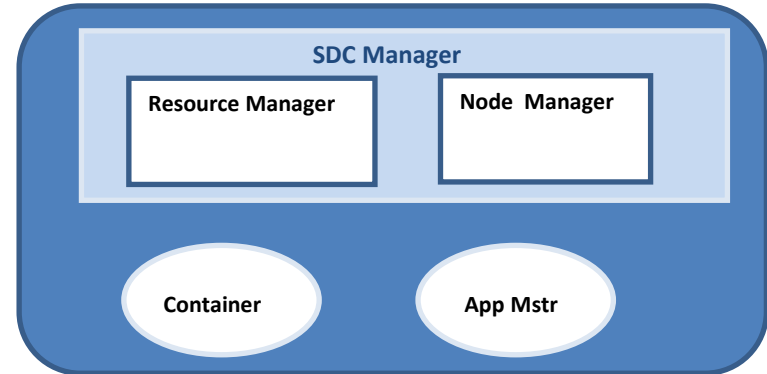 SDC Manager
Resource Manager
Node Manager
Container
App Mstr